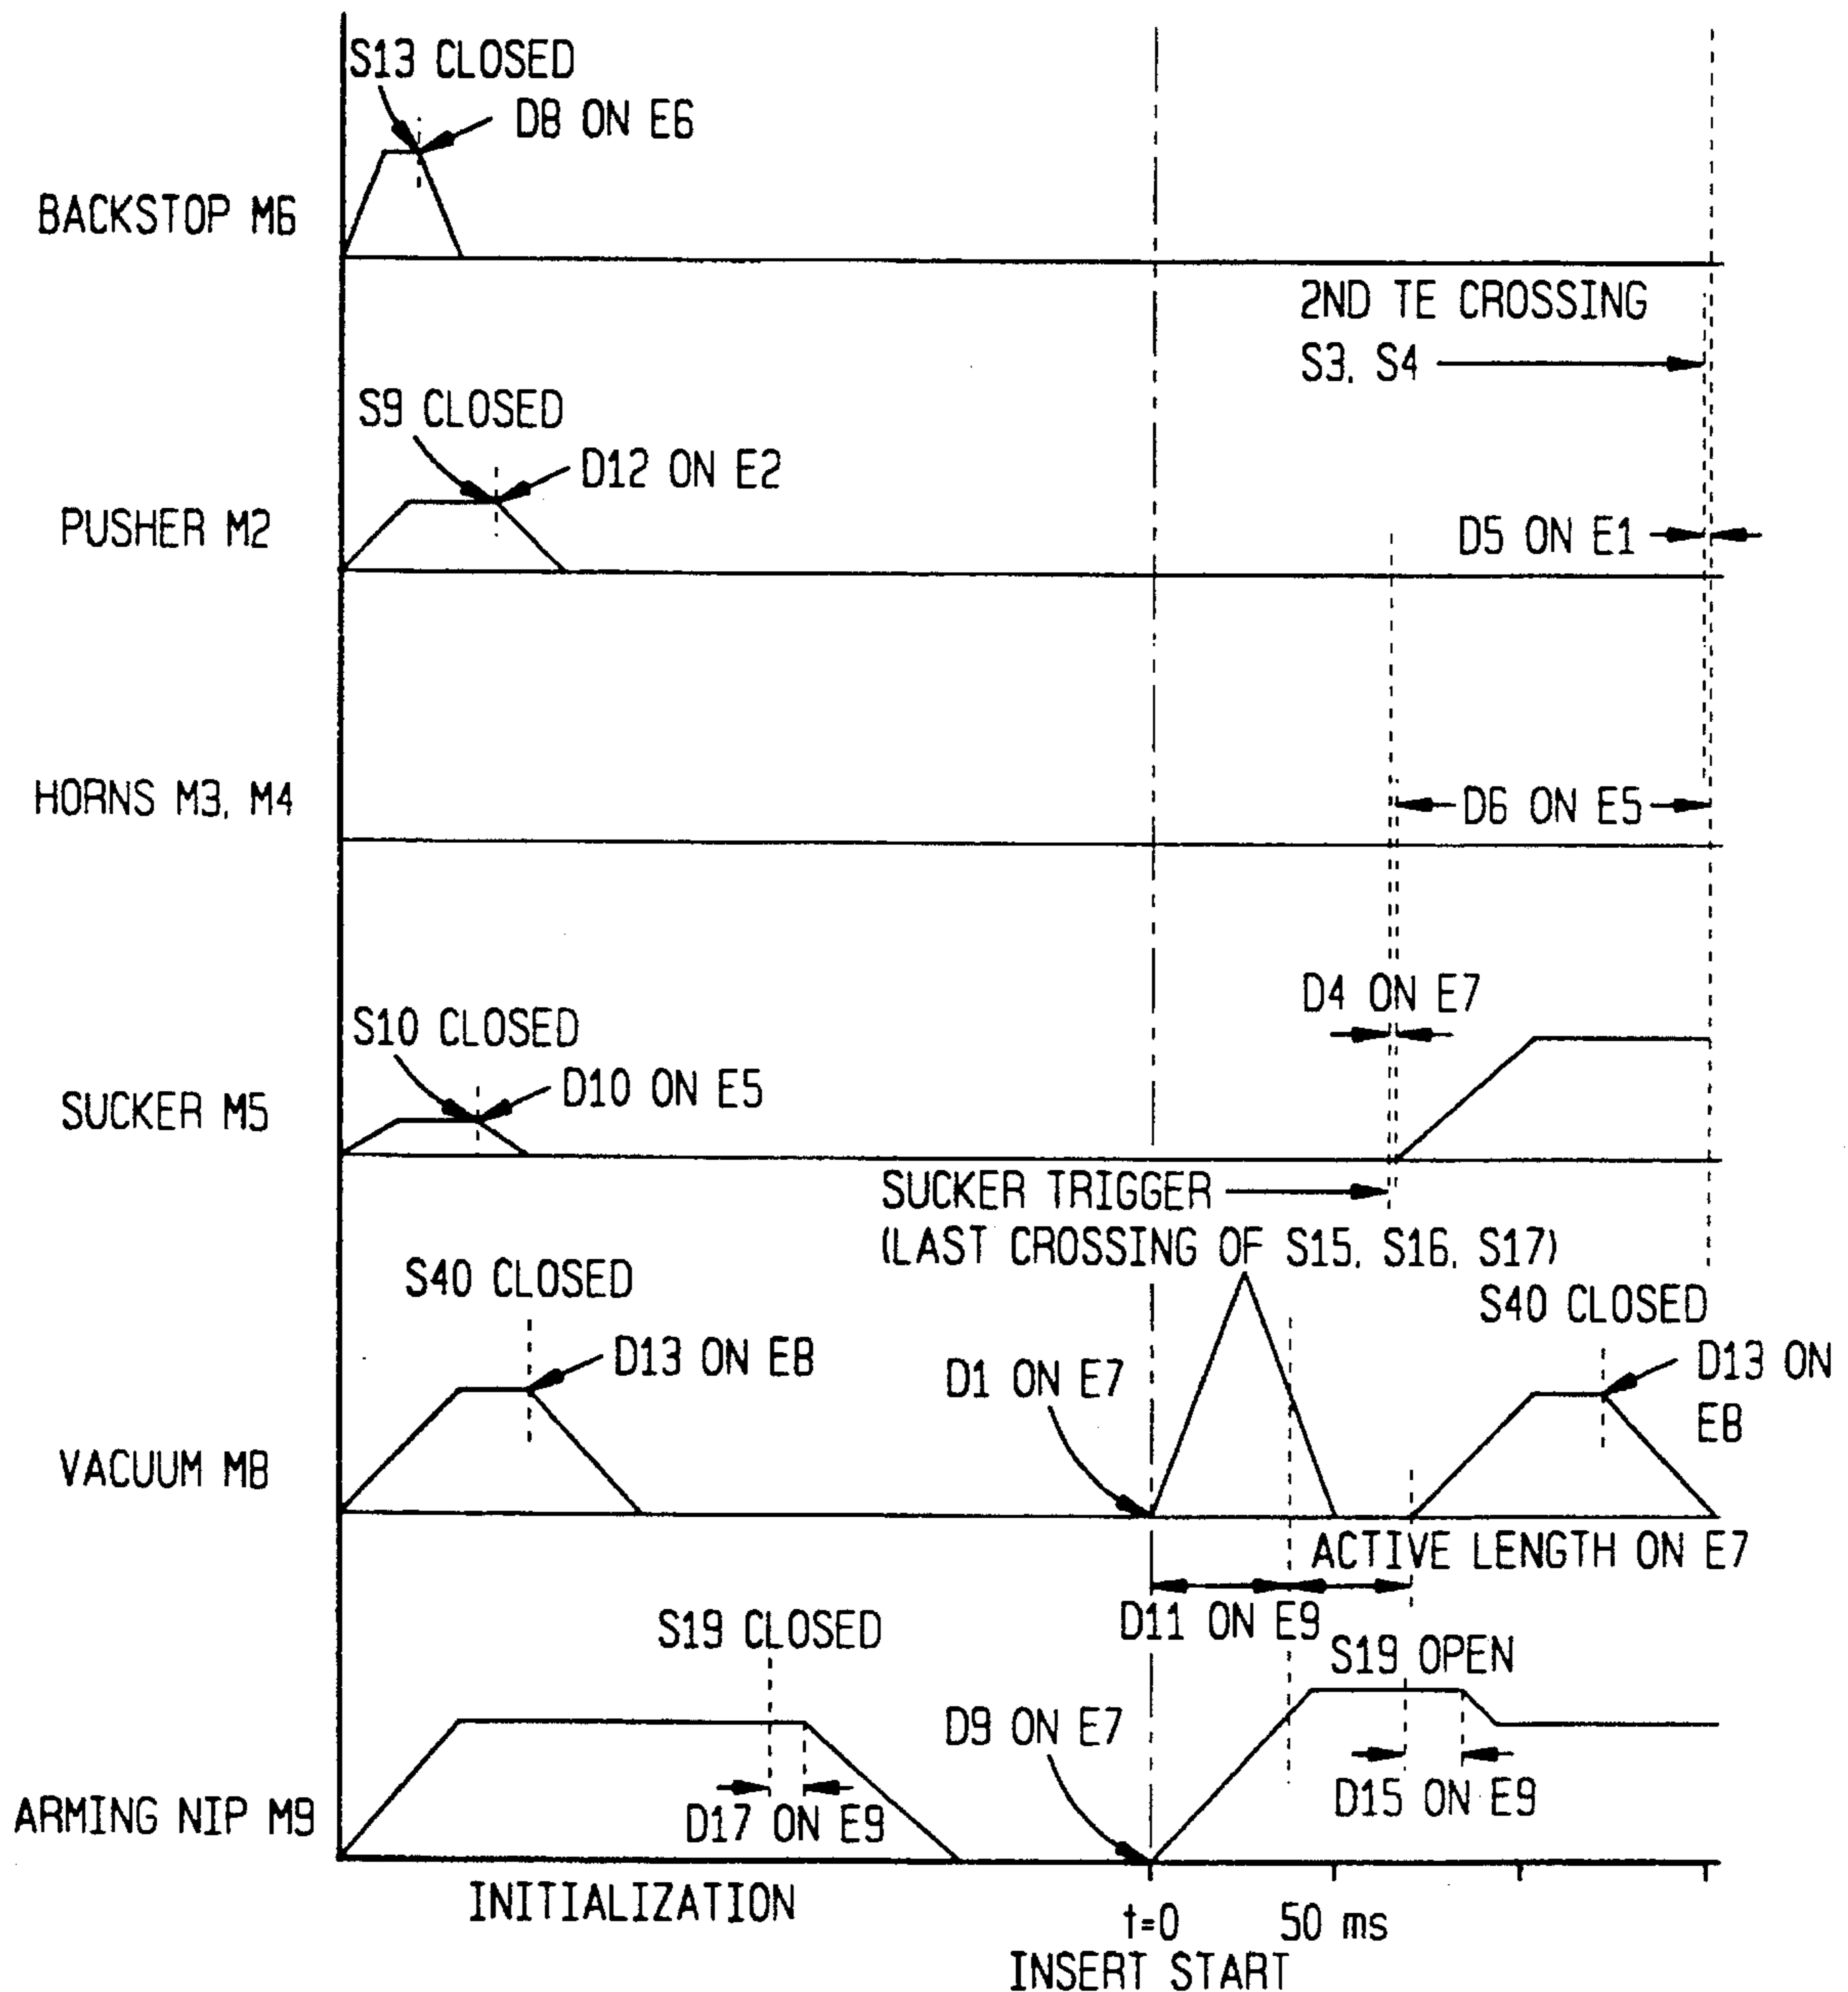 S13 CLOSED
D8 ON E6
BACKSTOP M6
2ND TE CROSSING
S3, S4
S9 CLOSED
D12 ON E2
PUSHER M2
D5 ON E1
HORNS M3, M4
D6 ON E5
D4 ON E7
S10 CLOSED
D10 ON E5
SUCKER M5
SUCKER TRIGGER
(LAST CROSSING OF S15, S16, S17)
S40 CLOSED
S40 CLOSED
D13 ON E8
D1 ON E7
D13 ON
E8
VACUUM M8
ACTIVE LENGTH ON E7
D11 ON E9
S19 CLOSED
S19 OPEN
D9 ON E7
D17 ON E9
D15 ON E9
ARMING NIP M9
INITIALIZATION
t=0
50 ms
INSERT START